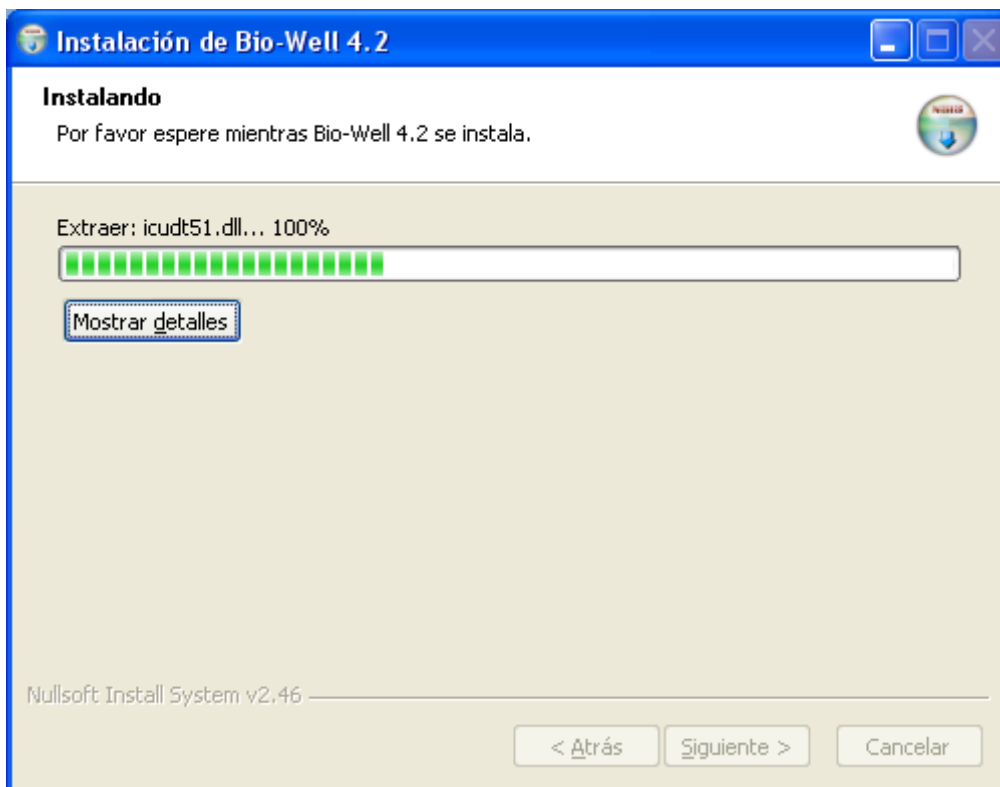 Instalación de Bio-Well 4.2
Instalando
Por favor espere mientras Bio-Well 4.2 se instala.
Extraer: icudt51.dll... 100%
Mostrar detalles
Nullsoft Install System v2.46
< Atrás
Siguiente >
Cancelar